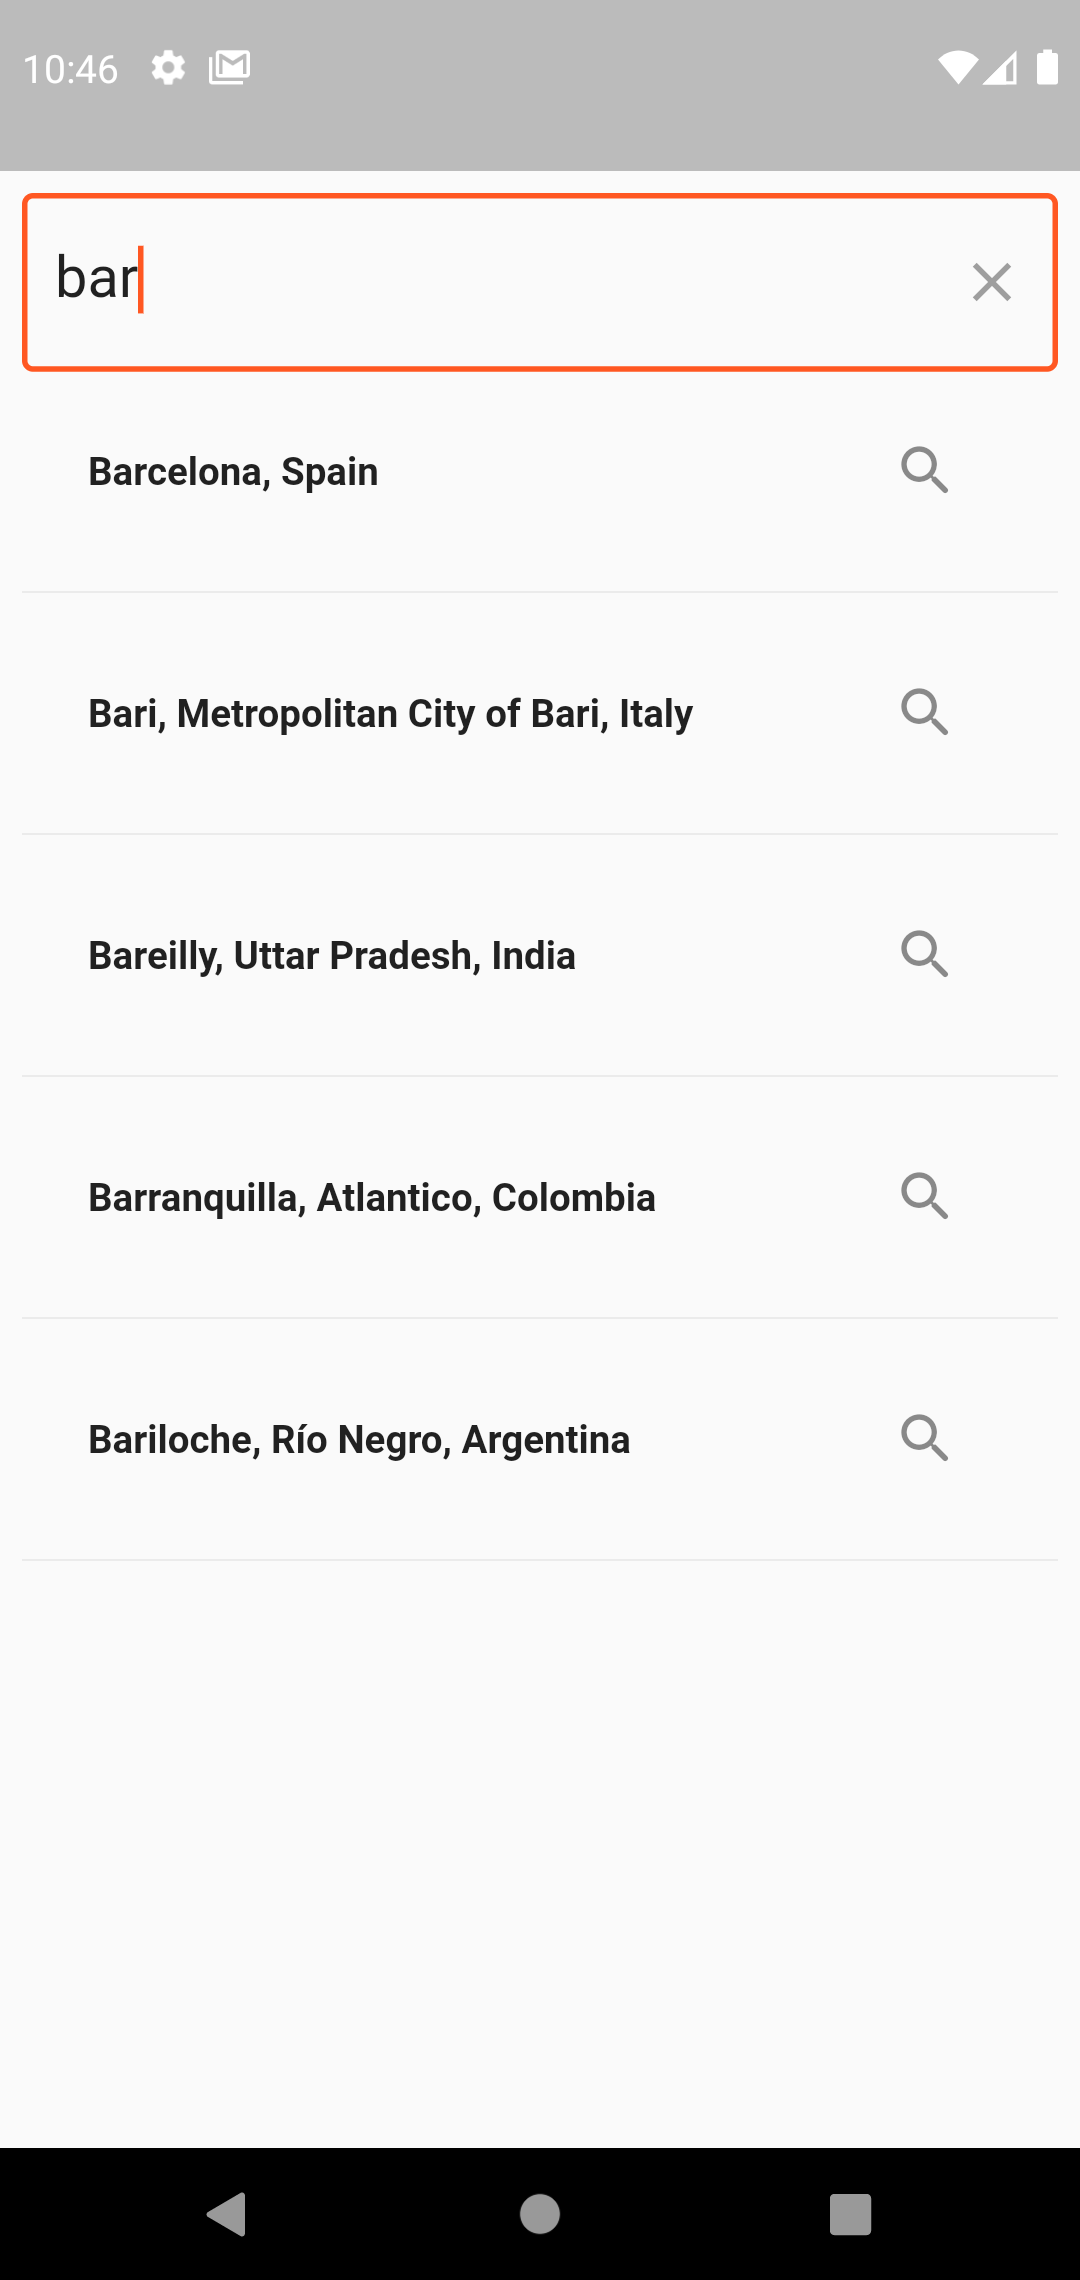 10:46
bar
Barcelona, Spain
Bari, Metropolitan City of Bari, Italy
Bareilly, Uttar Pradesh, India
Barranquilla, Atlantico, Colombia
Bariloche, Río Negro, Argentina